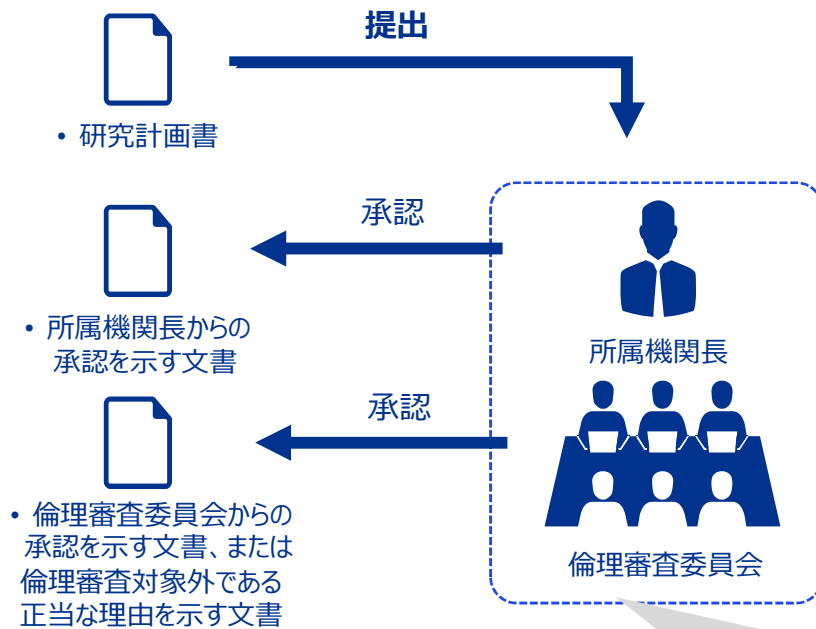 提出
• 研究計画書
承認
• 所属機関長からの
承認を示す文書
所属機関長
承認
• 倫理審査委員会からの
承認を示す文書、または
倫理審査対象外である
正当な理由を示す文書
倫理審査委員会